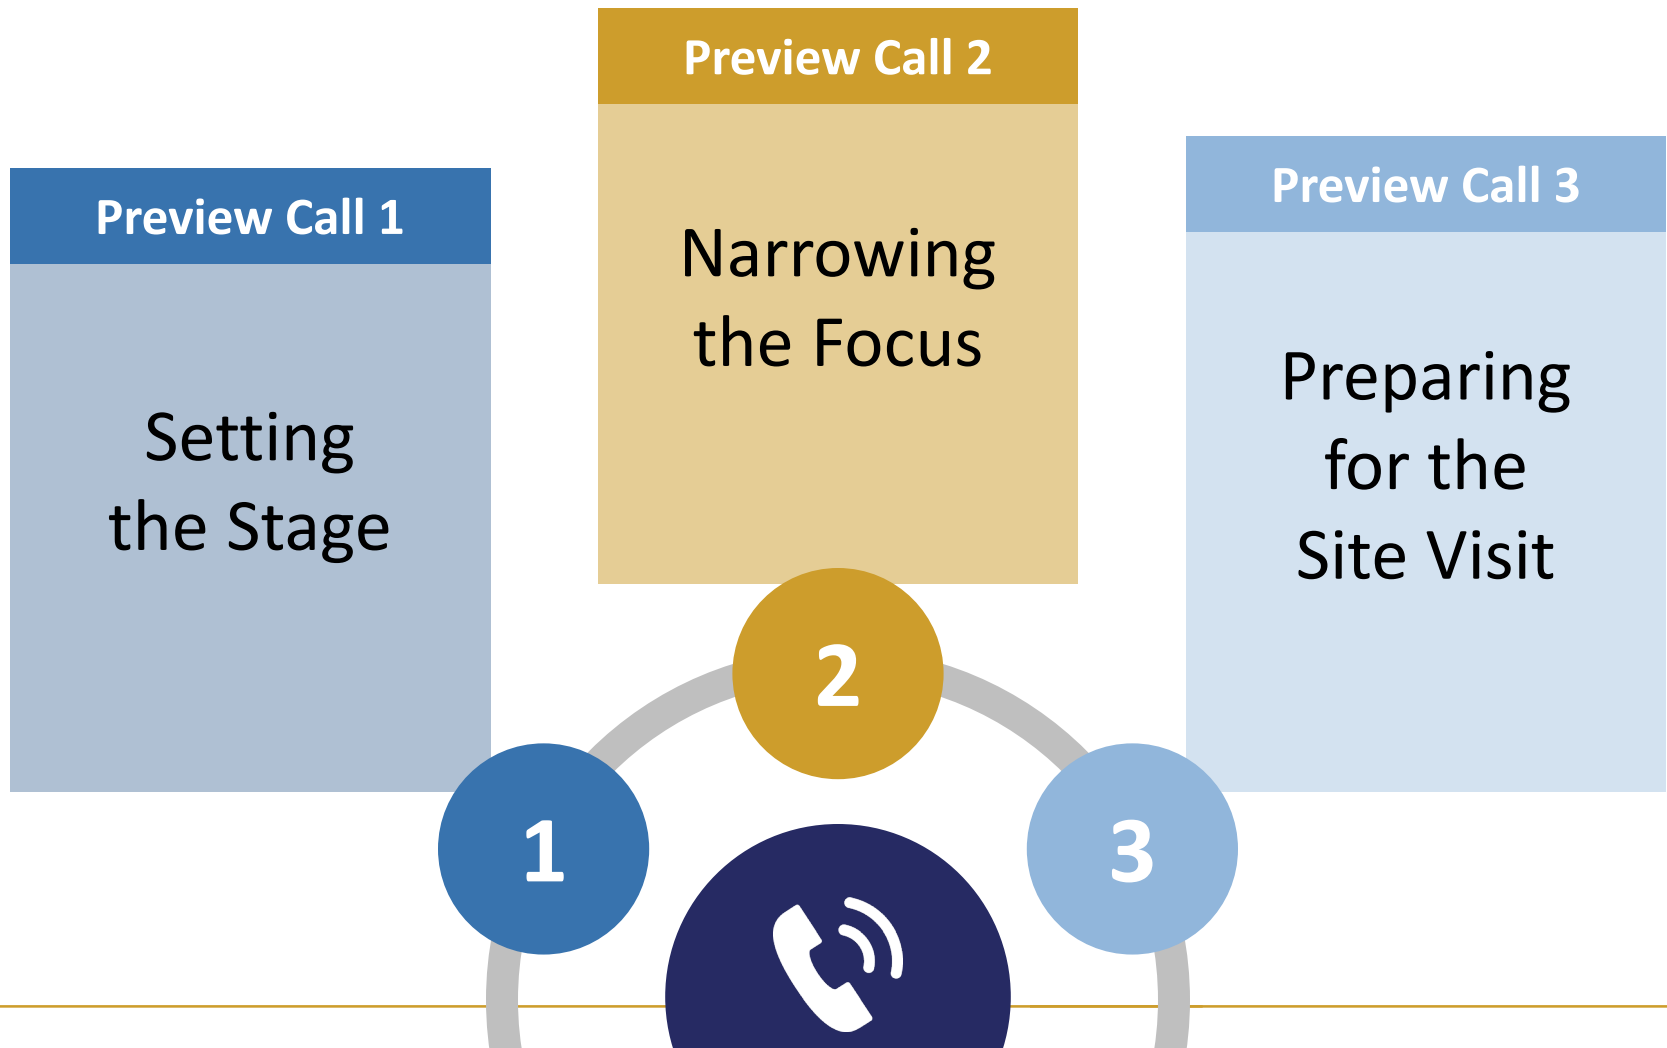 Preview Call 1
Setting
the Stage
Preview Call 2
Narrowing
the Focus
Preview Call 3
Preparing
for the
Site Visit
1
2
3